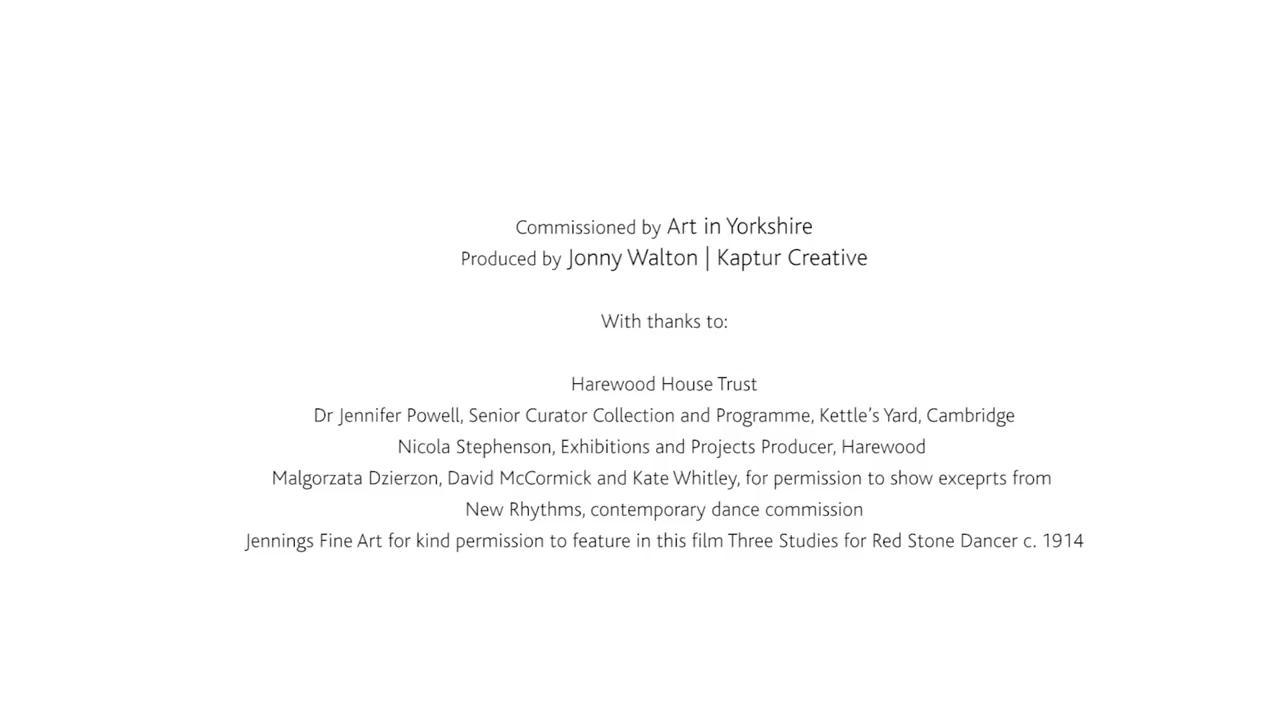 Commissioned by Art in Yorkshire
Produced by Jonny Walton | Kaptur Creative
With thanks to:
Harewood House Trust
Dr Jennifer Powell, Senior Curator Collection and Programme, Kettle's Yard, Cambridge
Nicola Stephenson, Exhibitions and Projects Producer, Harewood
Malgorzata Dzierzon, David McCormick and Kate Whitley, for permission to show exceprts from
New Rhythms, contemporary dance commission
Jennings Fine Art for kind permission to feature in this film Three Studies for Red Stone Dancer c. 1914